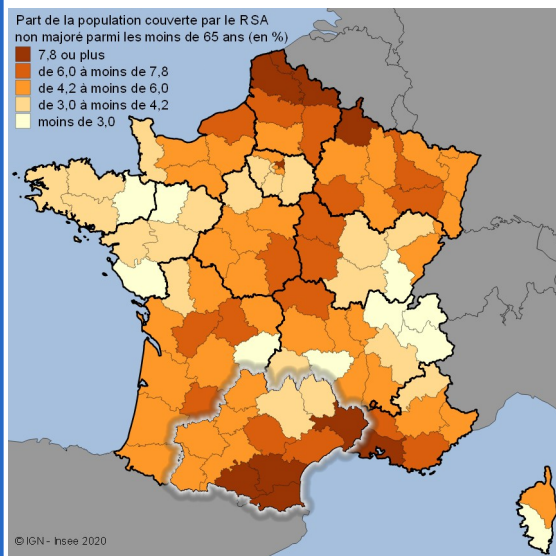 Part de la population couverte par le RSA
non majoré parmi les moins de 65 ans (en %)
7,8 ou plus
de 6,0 à moins de 7,8
de 4,2 à moins de 6,0
de 3,0 à moins de 4,2
moins de 3,0
© IGN - Insee 2020